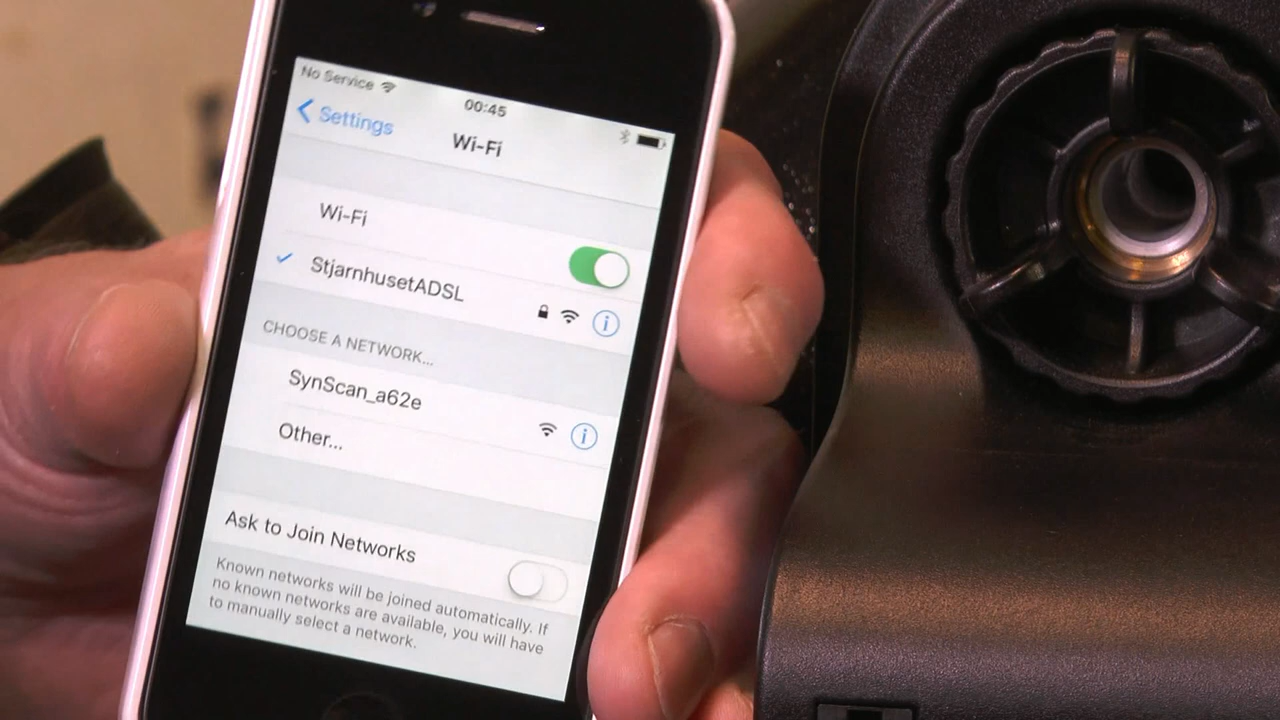 No Service
00:45
Settings
Wi-Fi
Wi-Fi
StjarnhusetADSL
CHOOSE A NETWORK...
SynScan_a62e
Other...
Ask to Join Networks
Known networks will be joined automatically. If
no known networks are available, you will have
to manually select a network.